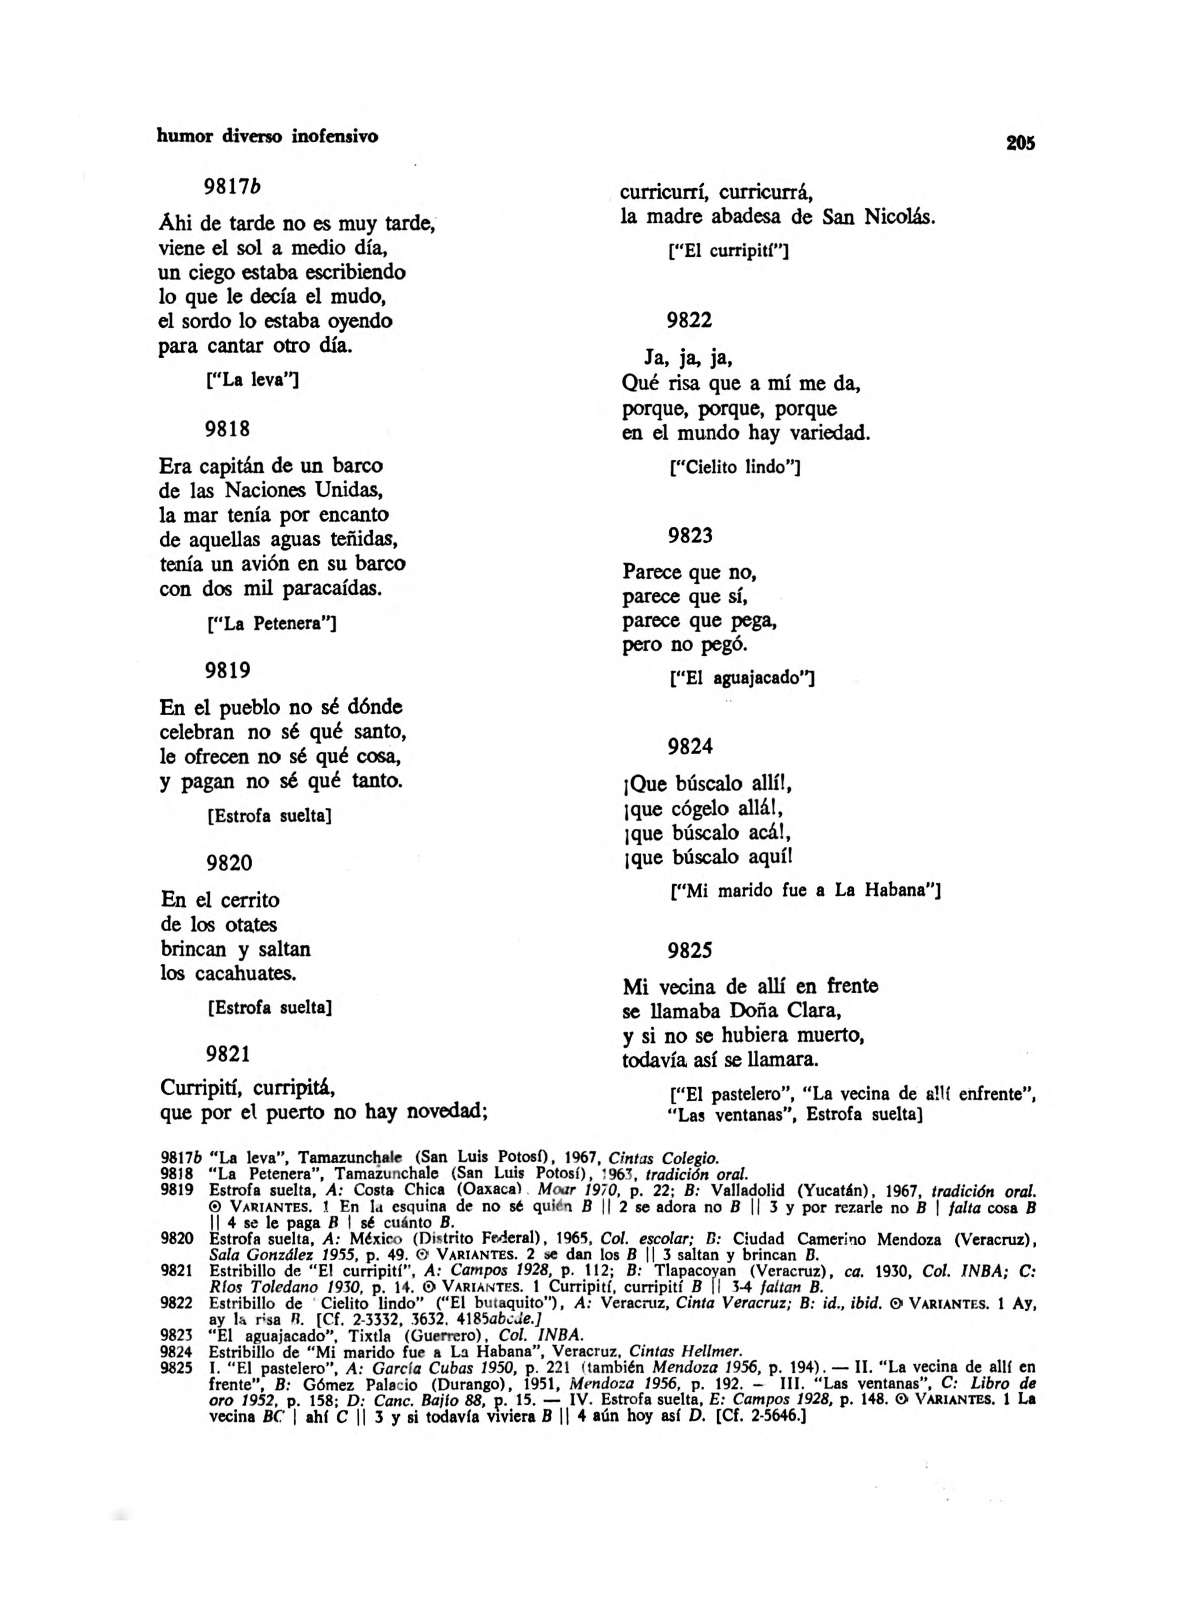 humor diverso inofensivo
205
9817b
Áhi de tarde no es muy tarde,
viene el sol a medio día,
un ciego estaba escribiendo
lo que le decía el mudo,
el sordo lo estaba oyendo
para cantar otro día.
["La leva"]
9818
Era capitán de un barco
de las Naciones Unidas,
la mar tenía por encanto
de aquellas aguas teñidas,
tenía un avión en su barco
con dos mil paracaídas.
["La Petenera"]
9819
En el pueblo no sé dónde
celebran no sé qué santo,
le ofrecen no sé qué cosa,
y pagan no sé qué tanto.
[Estrofa suelta]
9820
En el cerrito
de los otates
brincan y saltan
los cacahuates.
[Estrofa suelta]
9821
Curripití, curripitá,
que por el puerto no hay novedad;
curricurrí, curricurrá,
la madre abadesa de San Nicolás.
["El curripití"]
9822
Ja, ja, ja,
Qué risa que a mí me da,
porque, porque, porque
en el mundo hay variedad.
["Cielito lindo"]
9823
Parece que no,
parece que sí,
parece que pega,
pero no pegó.
["El aguajacado"]
9824
¡Que búscalo allí!,
¡que cógelo allá!,
¡que búscalo acá!,
¡que búscalo aquí!
["Mi marido fue a La Habana"]
9825
Mi vecina de allí en frente
se llamaba Doña Clara,
y si no se hubiera muerto,
todavía así se llamara.
["El pastelero", "La vecina de allí enfrente",
"Las ventanas", Estrofa suelta]
9817b "La leva", Tamazunchale (San Luis Potosí), 1967, Cintas Colegio.
9818 "La Petenera", Tamazunchale (San Luis Potosí), 1963, tradición oral.
9819 Estrofa suelta, A: Costa Chica (Oaxaca). Moar 1970, p. 22; B: Valladolid (Yucatán), 1967, tradición oral.
⊙ VARIANTES. 1 En la esquina de no sé quién B || 2 se adora no B || 3 y por rezarle no B | falta cosa B
|| 4 se le paga B | sé cuánto B.
9820 Estrofa suelta, A: México (Distrito Federal), 1965, Col. escolar; B: Ciudad Camerino Mendoza (Veracruz),
Sala González 1955, p. 49. ⊙ VARIANTES. 2 se dan los B || 3 saltan y brincan B.
9821 Estribillo de "El curripití", A: Campos 1928, p. 112; B: Tlapacoyan (Veracruz), ca. 1930, Col. INBA; C:
Ríos Toledano 1930, p. 14. ⊙ VARIANTES. 1 Curripití, curripití B || 3-4 faltan B.
9822 Estribillo de "Cielito lindo" ("El butaquito"), A: Veracruz, Cinta Veracruz; B: id., ibid. ⊙ VARIANTES. 1 Ay,
ay la risa B. [Cf. 2-3332, 3632, 4185abcde.]
9823 "El aguajacado", Tixtla (Guerrero), Col. INBA.
9824 Estribillo de "Mi marido fue a La Habana", Veracruz, Cintas Hellmer.
9825 I. "El pastelero", A: García Cubas 1950, p. 221 (también Mendoza 1956, p. 194). — II. "La vecina de allí en
frente", B: Gómez Palacio (Durango), 1951, Mendoza 1956, p. 192. — III. "Las ventanas", C: Libro de
oro 1952, p. 158; D: Canc. Bajío 88, p. 15. — IV. Estrofa suelta, E: Campos 1928, p. 148. ⊙ VARIANTES. 1 La
vecina BC | ahí C || 3 y si todavía viviera B || 4 aún hoy así D. [Cf. 2-5646.]